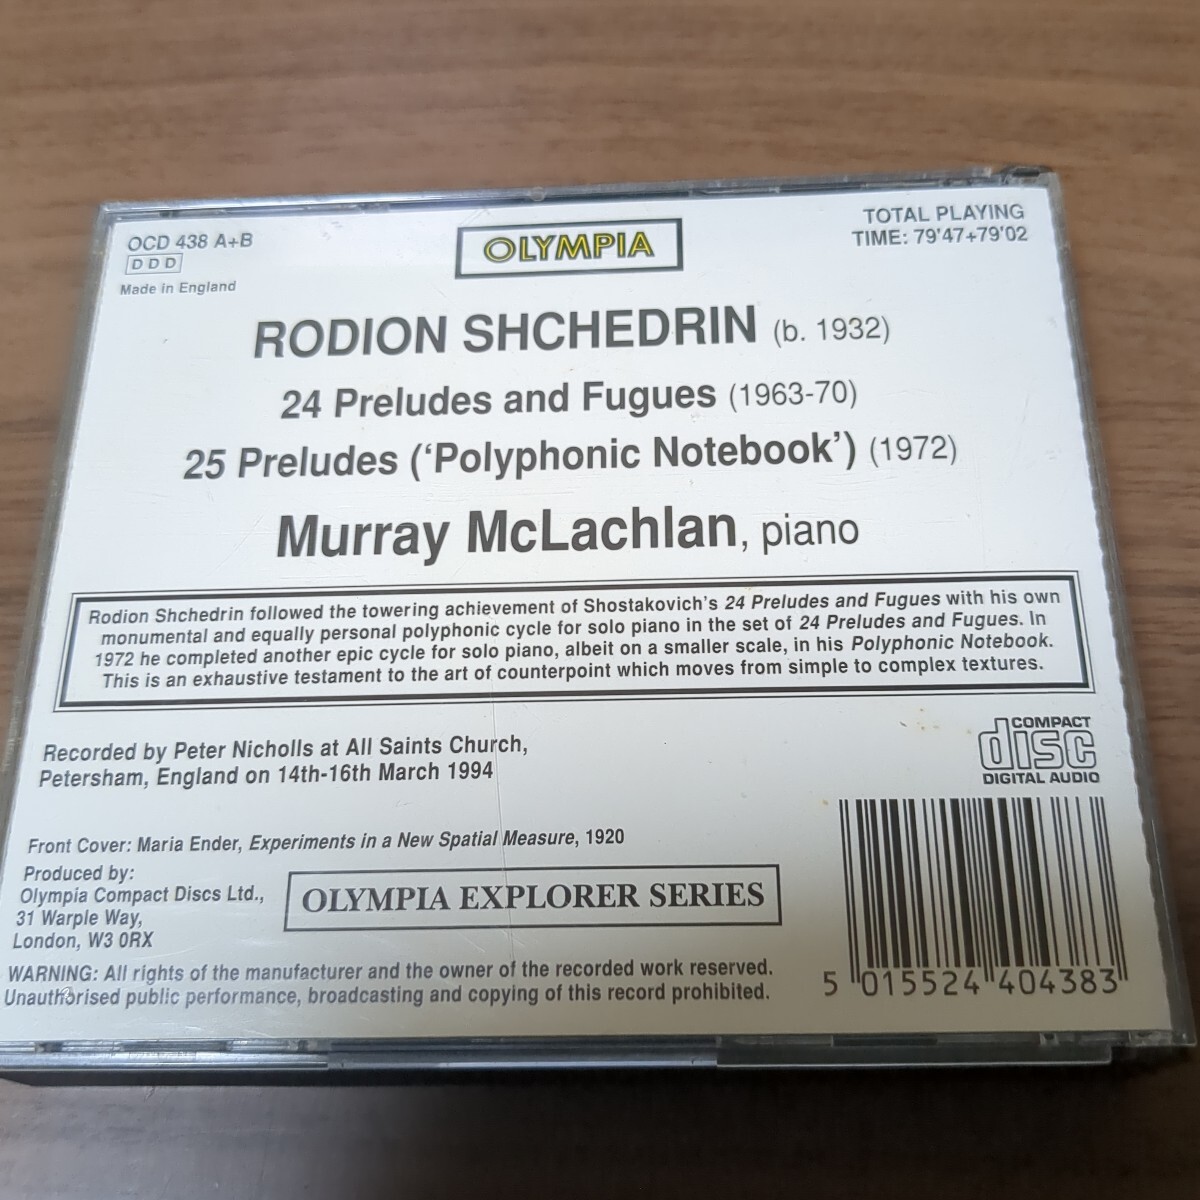 OCD 438 A+B
DDD
Made in England
OLYMPIA
TOTAL PLAYING
TIME: 79'47+79'02
RODION SHCHEDRIN (b. 1932)
24 Preludes and Fugues (1963-70)
25 Preludes (‘Polyphonic Notebook’) (1972)
Murray McLachlan, piano
Rodion Shchedrin followed the towering achievement of Shostakovich's 24 Preludes and Fugues with his own
monumental and equally personal polyphonic cycle for solo piano in the set of 24 Preludes and Fugues. In
1972 he completed another epic cycle for solo piano, albeit on a smaller scale, in his Polyphonic Notebook.
This is an exhaustive testament to the art of counterpoint which moves from simple to complex textures.
Recorded by Peter Nicholls at All Saints Church,
Petersham, England on 14th-16th March 1994
COMPACT
disc
DIGITAL AUDIO
Front Cover: Maria Ender, Experiments in a New Spatial Measure, 1920
Produced by:
Olympia Compact Discs Ltd.,
31 Warple Way,
London, W3 0RX
OLYMPIA EXPLORER SERIES
WARNING: All rights of the manufacturer and the owner of the recorded work reserved.
Unauthorised public performance, broadcasting and copying of this record prohibited.
5 015524 404383